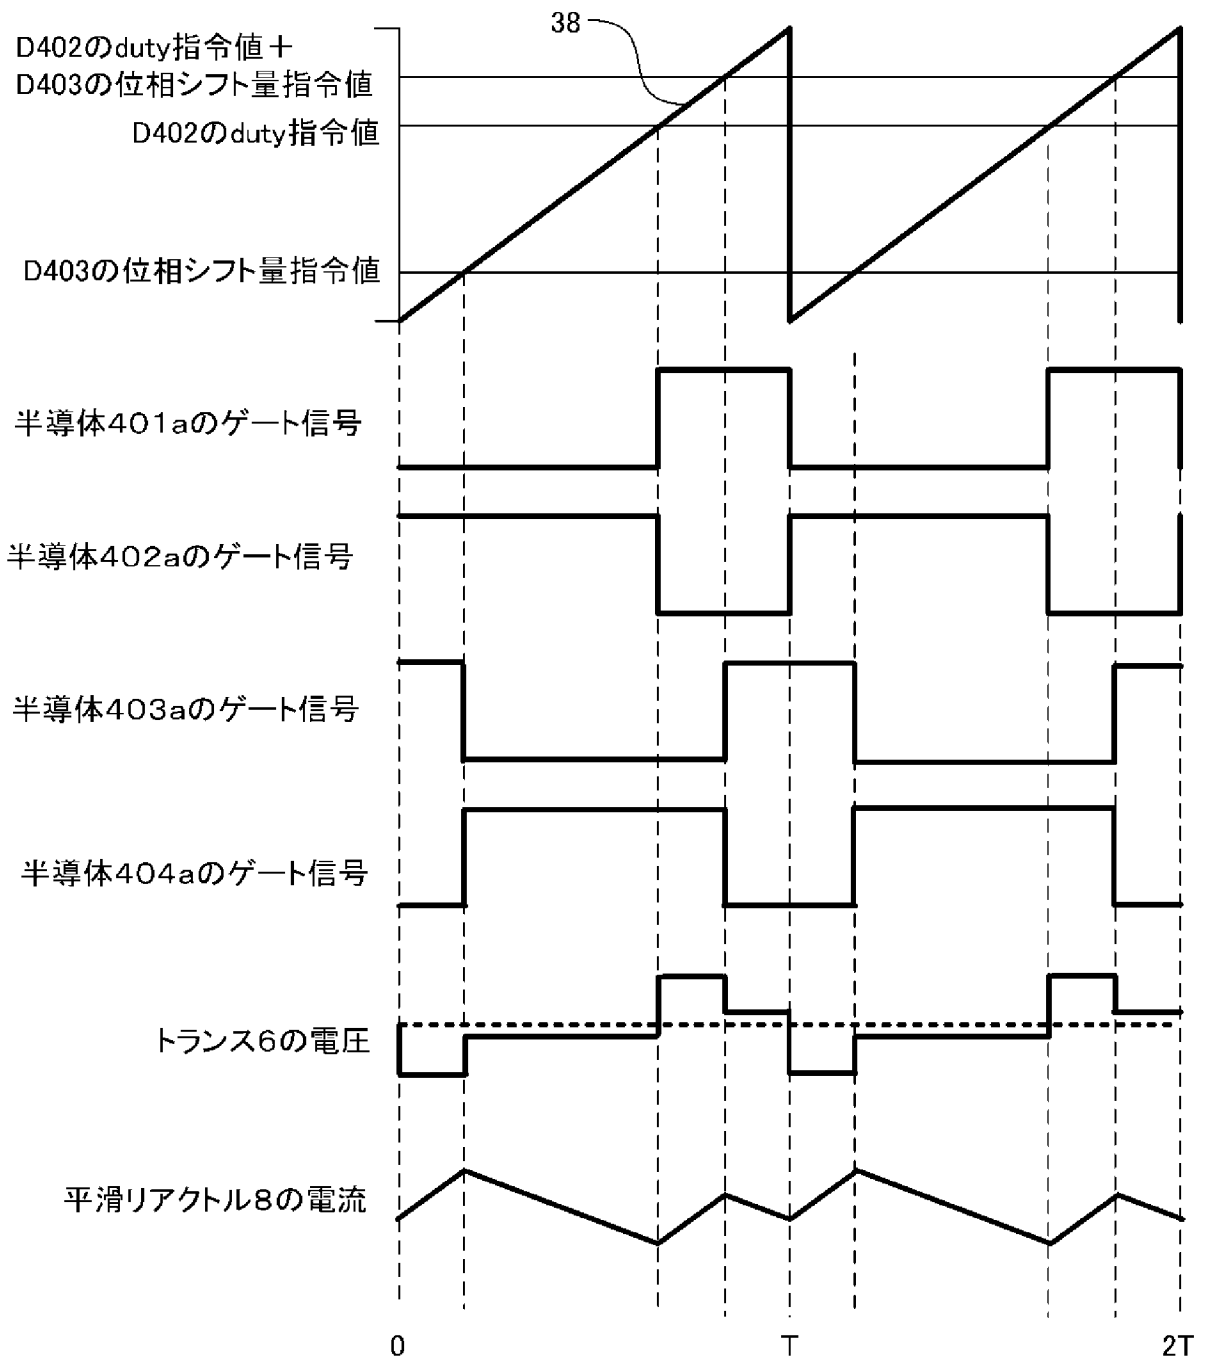 38
D402のduty指令値＋
D403の位相シフト量指令値
D402のduty指令値
D403の位相シフト量指令値
半導体401aのゲート信号
半導体402aのゲート信号
半導体403aのゲート信号
半導体404aのゲート信号
トランス6の電圧
平滑リアクトル8の電流
0 T 2T